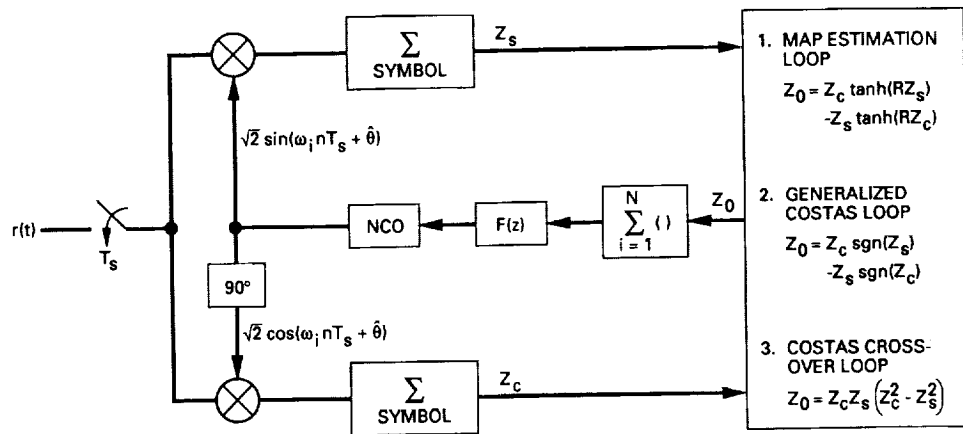 Σ
SYMBOL
Z_s
√2 sin(ω_i nT_s + θ̂)
r(t)
T_s
90°
NCO
F(z)
N
Σ ( )
i = 1
Z_0
√2 cos(ω_i nT_s + θ̂)
Σ
SYMBOL
Z_c
1. MAP ESTIMATION
LOOP
Z_0 = Z_c tanh(RZ_s)
-Z_s tanh(RZ_c)
2. GENERALIZED
COSTAS LOOP
Z_0 = Z_c sgn(Z_s)
-Z_s sgn(Z_c)
3. COSTAS CROSS-
OVER LOOP
Z_0 = Z_c Z_s (Z_c^2 - Z_s^2)